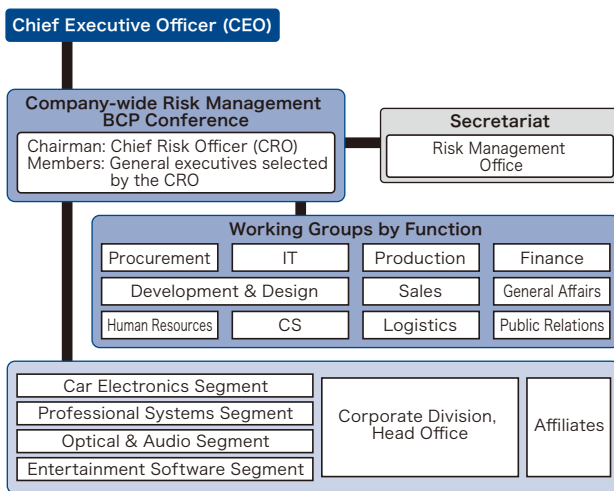 Chief Executive Officer (CEO)
Company-wide Risk Management
BCP Conference
Chairman: Chief Risk Officer (CRO)
Members: General executives selected
by the CRO
Secretariat
Risk Management
Office
Working Groups by Function
Procurement
IT
Production
Finance
Development & Design
Sales
General Affairs
Human Resources
CS
Logistics
Public Relations
Car Electronics Segment
Professional Systems Segment
Optical & Audio Segment
Entertainment Software Segment
Corporate Division,
Head Office
Affiliates